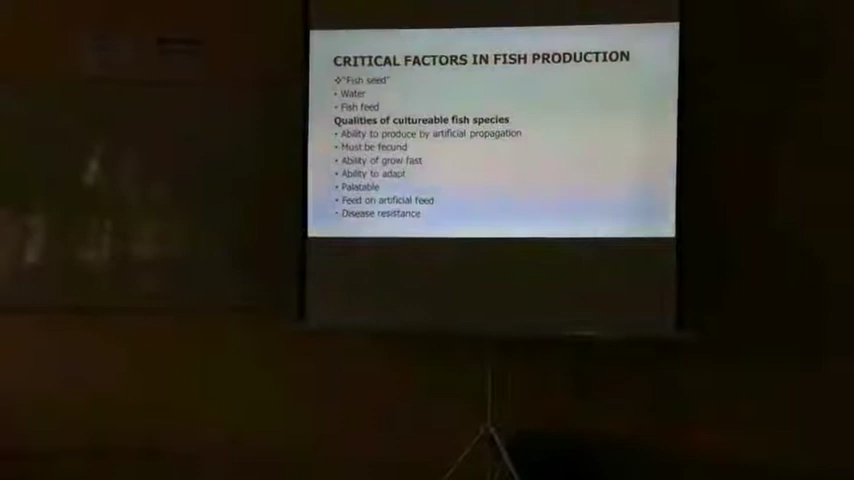 CRITICAL FACTORS IN FISH PRODUCTION
❖"Fish seed"
• Water
• Fish feed
Qualities of cultureable fish species
• Ability to produce by artificial propagation
• Must be fecund
• Ability of grow fast
• Ability to adapt
• Palatable
• Feed on artificial feed
• Disease resistance